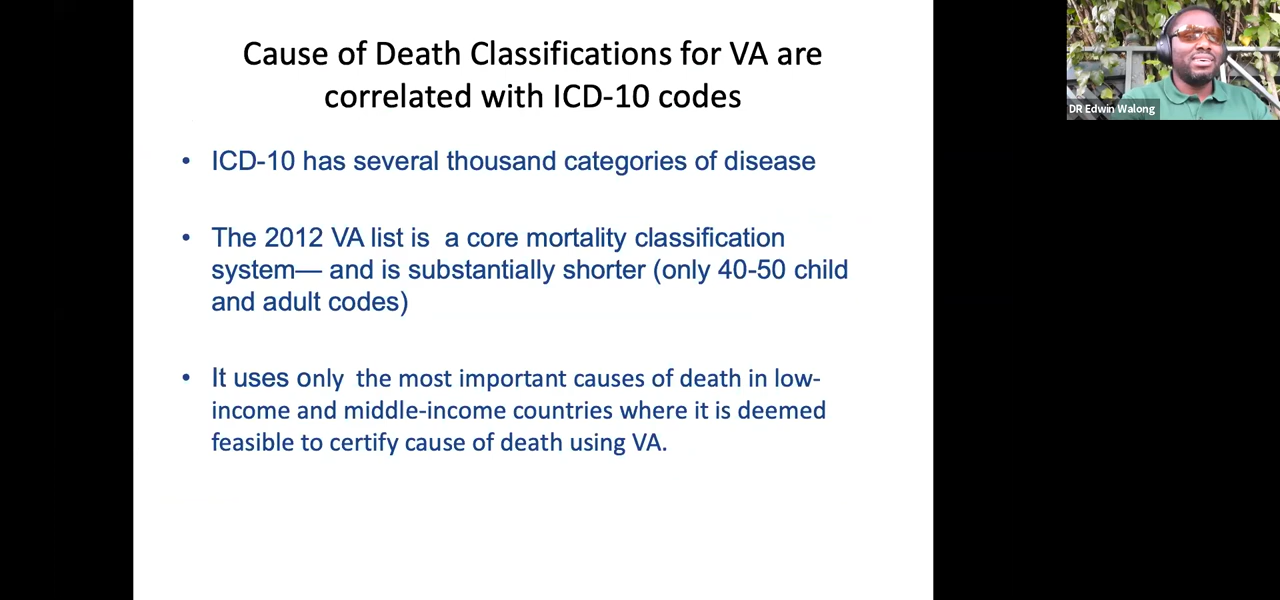 Cause of Death Classifications for VA are
correlated with ICD-10 codes
• ICD-10 has several thousand categories of disease
• The 2012 VA list is a core mortality classification
system— and is substantially shorter (only 40-50 child
and adult codes)
• It uses only the most important causes of death in low-
income and middle-income countries where it is deemed
feasible to certify cause of death using VA.
DR Edwin Walong